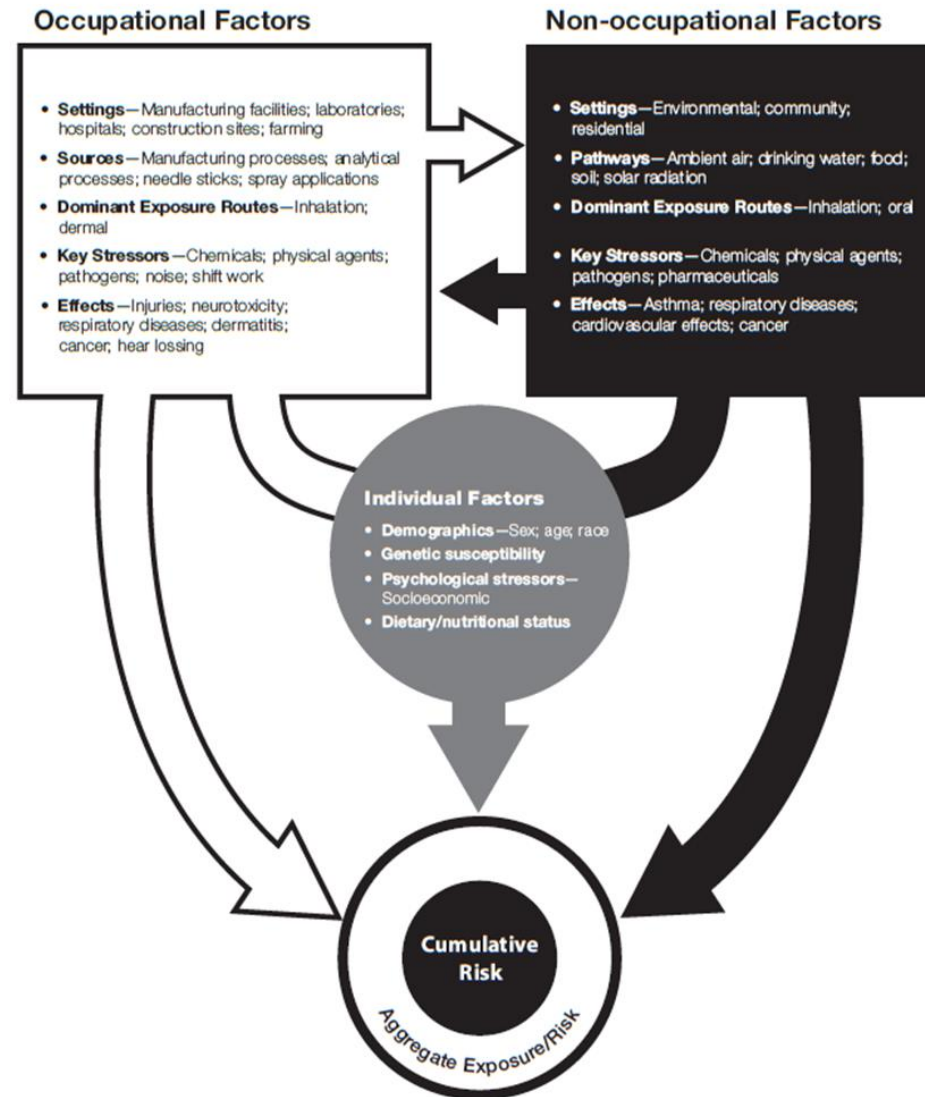 Occupational Factors
• Settings—Manufacturing facilities; laboratories;
hospitals; construction sites; farming
• Sources—Manufacturing processes; analytical
processes; needle sticks; spray applications
• Dominant Exposure Routes—Inhalation;
dermal
• Key Stressors—Chemicals; physical agents;
pathogens; noise; shift work
• Effects—Injuries; neurotoxicity;
respiratory diseases; dermatitis;
cancer; hear lossing
Non-occupational Factors
• Settings—Environmental; community;
residential
• Pathways—Ambient air; drinking water; food;
soil; solar radiation
• Dominant Exposure Routes—Inhalation; oral
• Key Stressors—Chemicals; physical agents;
pathogens; pharmaceuticals
• Effects—Asthma; respiratory diseases;
cardiovascular effects; cancer
Individual Factors
• Demographics—Sex; age; race
• Genetic susceptibility
• Psychological stressors—
Socioeconomic
• Dietary/nutritional status
Cumulative
Risk
Aggregate Exposure/Risk